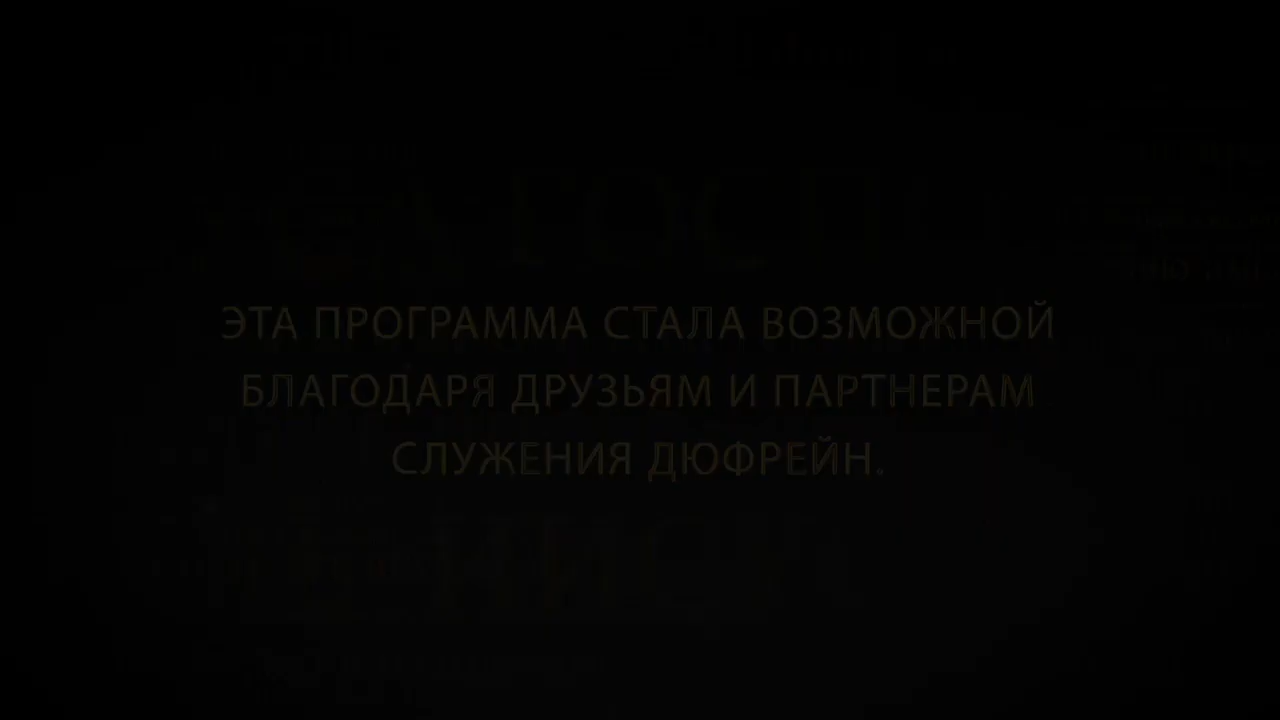 ЭТА ПРОГРАММА СТАЛА ВОЗМОЖНОЙ
БЛАГОДАРЯ ДРУЗЬЯМ И ПАРТНЕРАМ
СЛУЖЕНИЯ ДЮФРЕЙН.